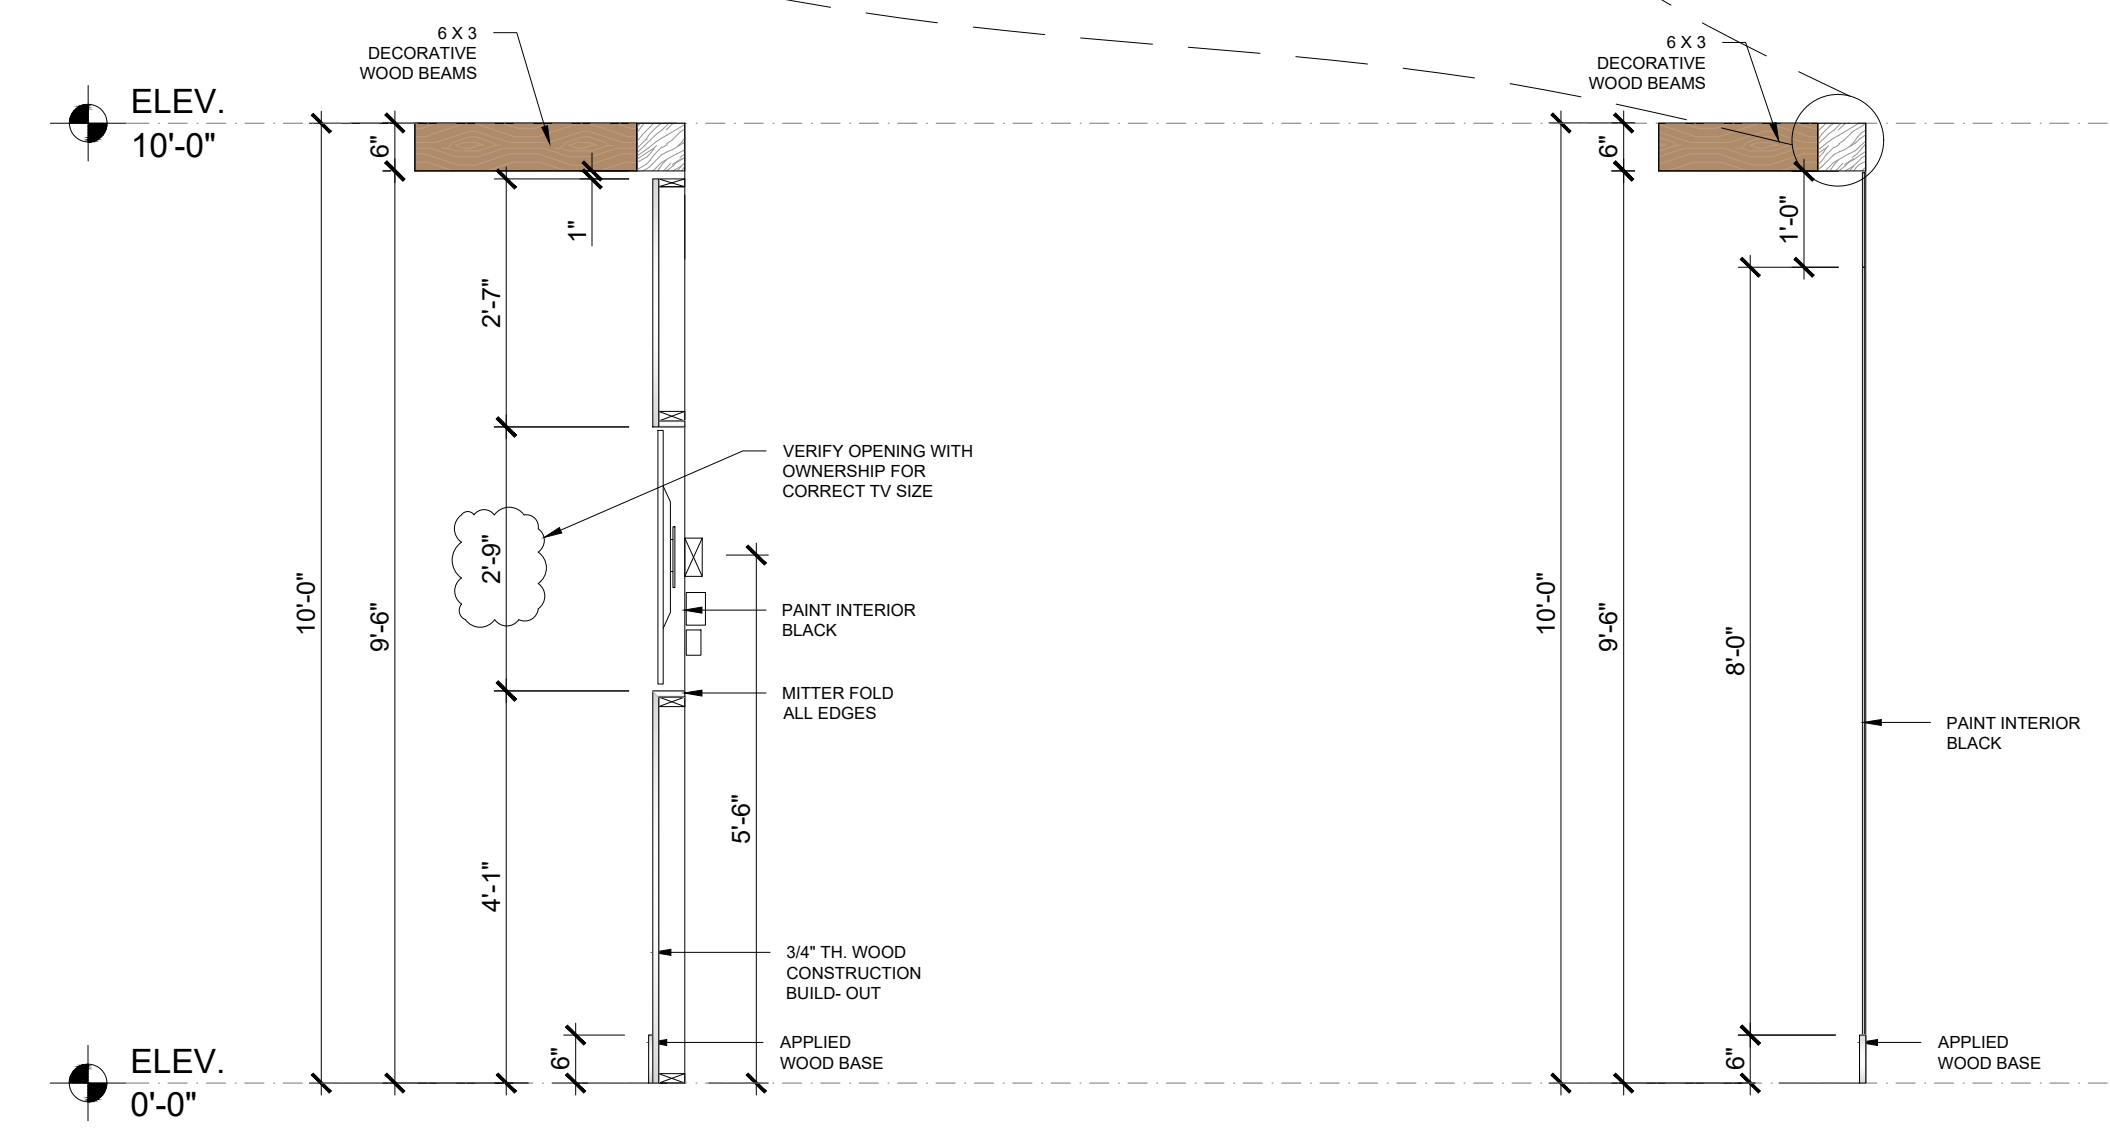 6 X 3
DECORATIVE
WOOD BEAMS
6 X 3
DECORATIVE
WOOD BEAMS
ELEV.
10'-0"
6"
1"
2'-7"
10'-0"
9'-6"
2'-9"
4'-1"
6"
5'-6"
VERIFY OPENING WITH
OWNERSHIP FOR
CORRECT TV SIZE
PAINT INTERIOR
BLACK
MITTER FOLD
ALL EDGES
3/4" TH. WOOD
CONSTRUCTION
BUILD- OUT
APPLIED
WOOD BASE
ELEV.
0'-0"
6"
1'-0"
10'-0"
9'-6"
8'-0"
6"
PAINT INTERIOR
BLACK
APPLIED
WOOD BASE